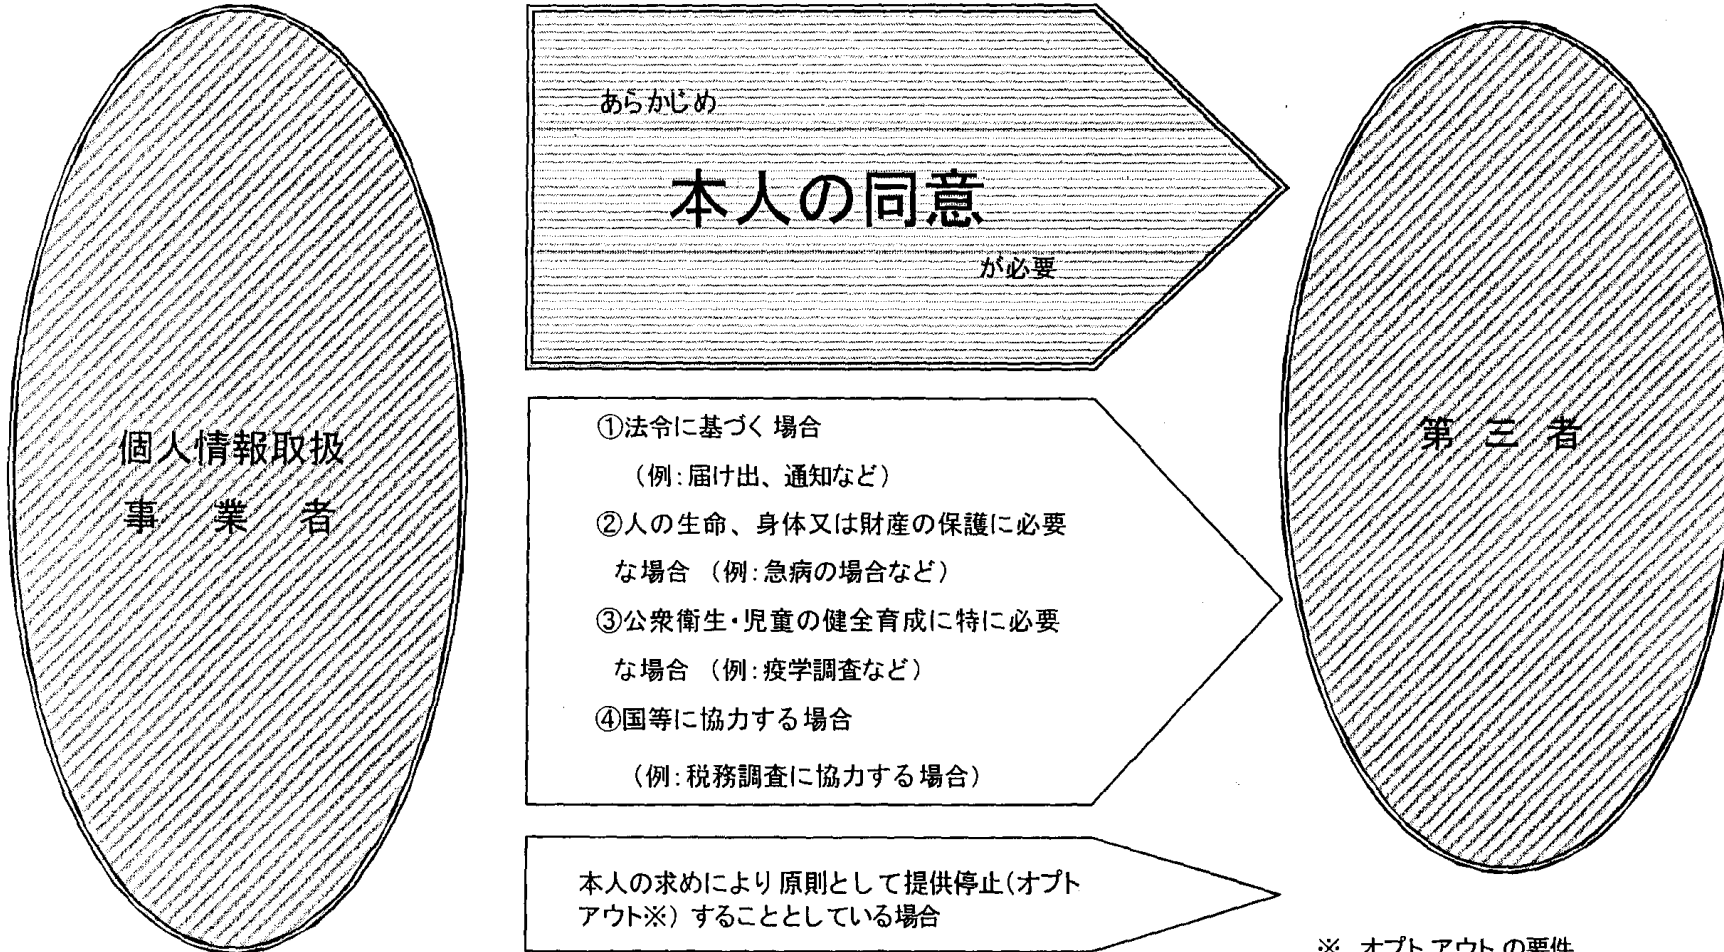 個人情報取扱
事業者
あらかじめ
本人の同意
が必要
①法令に基づく場合
(例:届け出、通知など)
②人の生命、身体又は財産の保護に必要
な場合 (例:急病の場合など)
③公衆衛生・児童の健全育成に特に必要
な場合 (例:疫学調査など)
④国等に協力する場合
(例:税務調査に協力する場合)
本人の求めにより原則として提供停止(オプト
アウト※) することとしている場合
第三者
※ オプトアウトの要件